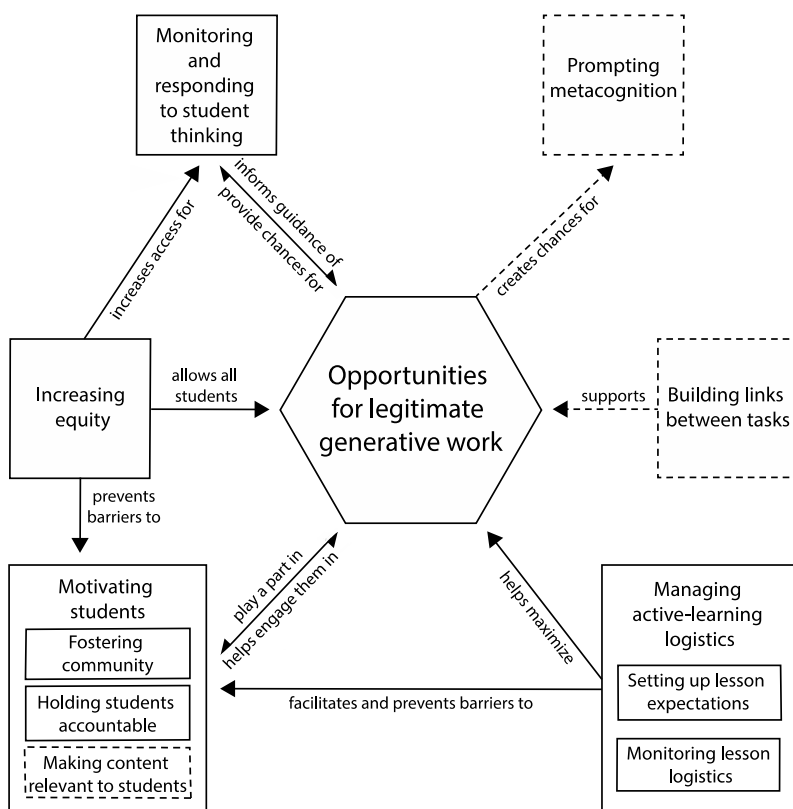 Monitoring
and
responding
to student
thinking
Prompting
metacognition
informs guidance of
provide chances for
increases access for
creates chances for
Increasing
equity
allows all
students
Opportunities
for legitimate
generative work
supports
Building links
between tasks
prevents
barriers to
play a part in
helps engage them in
helps maximize
Motivating
students
Fostering
community
Holding students
accountable
Making content
relevant to students
facilitates and prevents barriers to
Managing
active-learning
logistics
Setting up lesson
expectations
Monitoring lesson
logistics